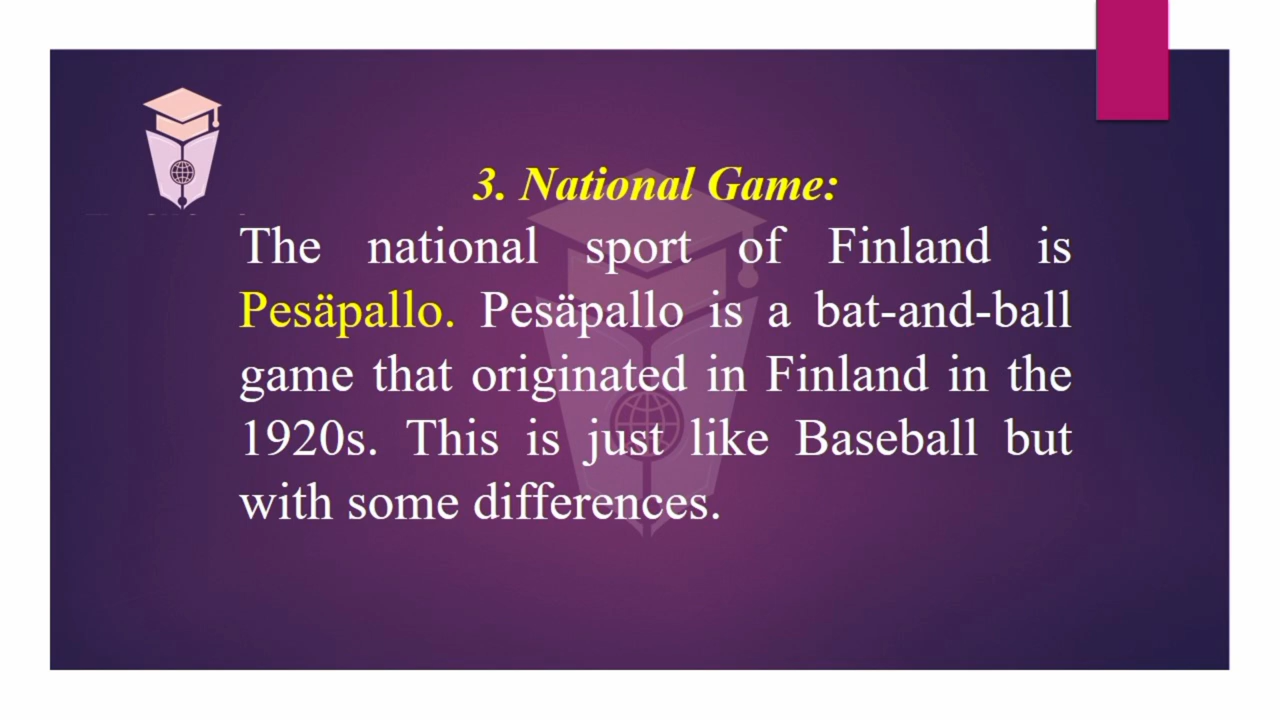 3. National Game:
The national sport of Finland is
Pesäpallo. Pesäpallo is a bat-and-ball
game that originated in Finland in the
1920s. This is just like Baseball but
with some differences.